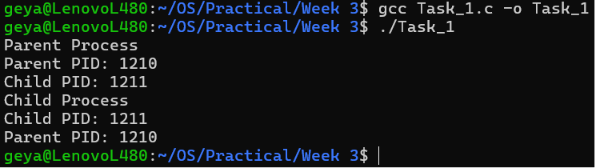 geya@LenovoL480:~/OS/Practical/Week 3$ gcc Task_1.c -o Task_1
geya@LenovoL480:~/OS/Practical/Week 3$ ./Task_1
Parent Process
Parent PID: 1210
Child PID: 1211
Child Process
Child PID: 1211
Parent PID: 1210
geya@LenovoL480:~/OS/Practical/Week 3$